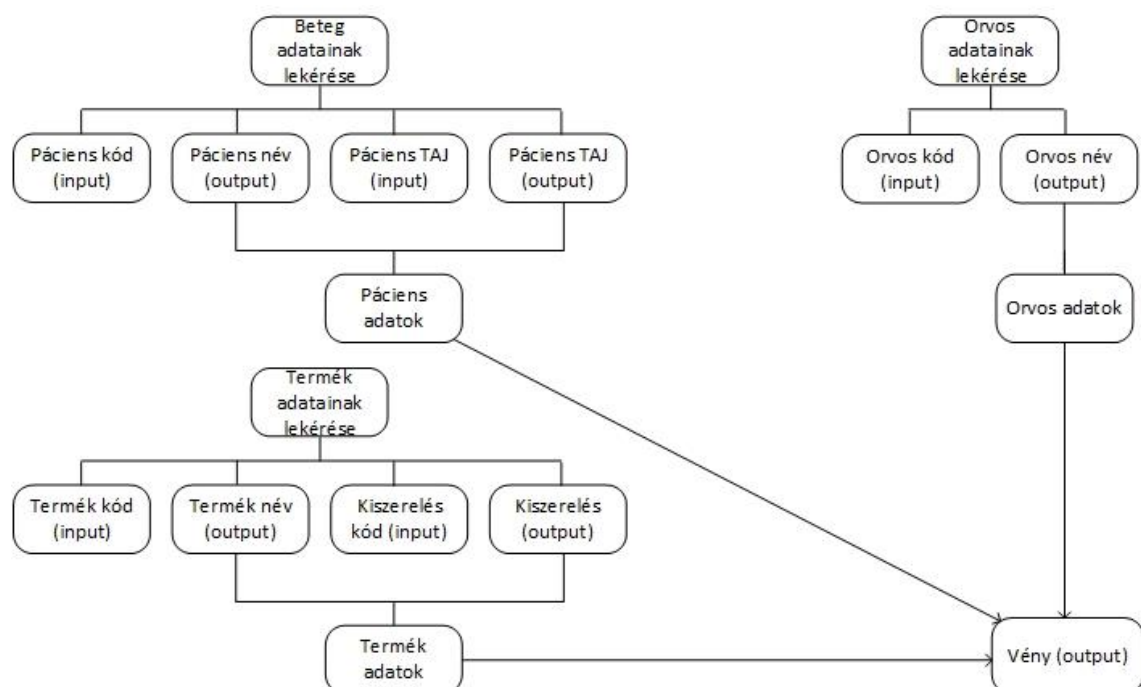 Beteg
adatainak
lekérése
Orvos
adatainak
lekérése
Páciens kód
(input)
Páciens név
(output)
Páciens TAJ
(input)
Páciens TAJ
(output)
Orvos kód
(input)
Orvos név
(output)
Páciens
adatok
Orvos adatok
Termék
adatainak
lekérése
Termék kód
(input)
Termék név
(output)
Kiszerelés
kód (input)
Kiszerelés
(output)
Termék
adatok
Vény (output)